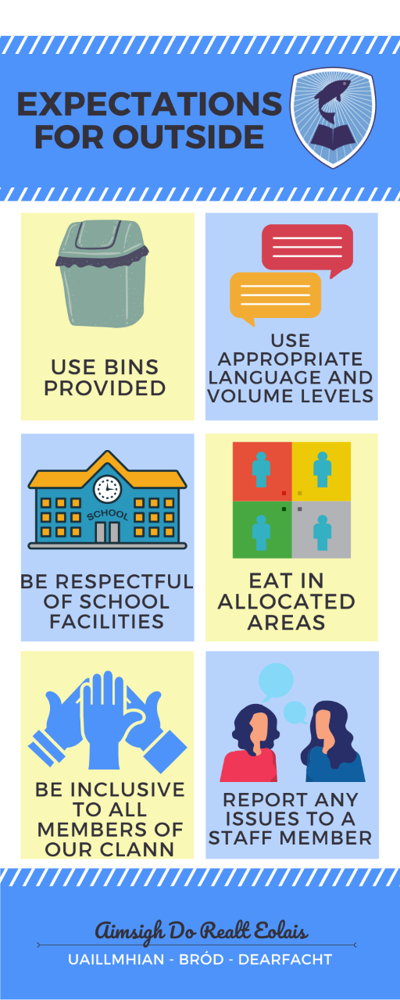 EXPECTATIONS
FOR OUTSIDE
USE BINS
PROVIDED
USE
APPROPRIATE
LANGUAGE AND
VOLUME LEVELS
SCHOOL
BE RESPECTFUL
OF SCHOOL
FACILITIES
EAT IN
ALLOCATED
AREAS
BE INCLUSIVE
TO ALL
MEMBERS OF
OUR CLANN
REPORT ANY
ISSUES TO A
STAFF MEMBER
Aimsigh Do Realt Eolais
UAILLMHIAN - BRÓD - DEARFACHT